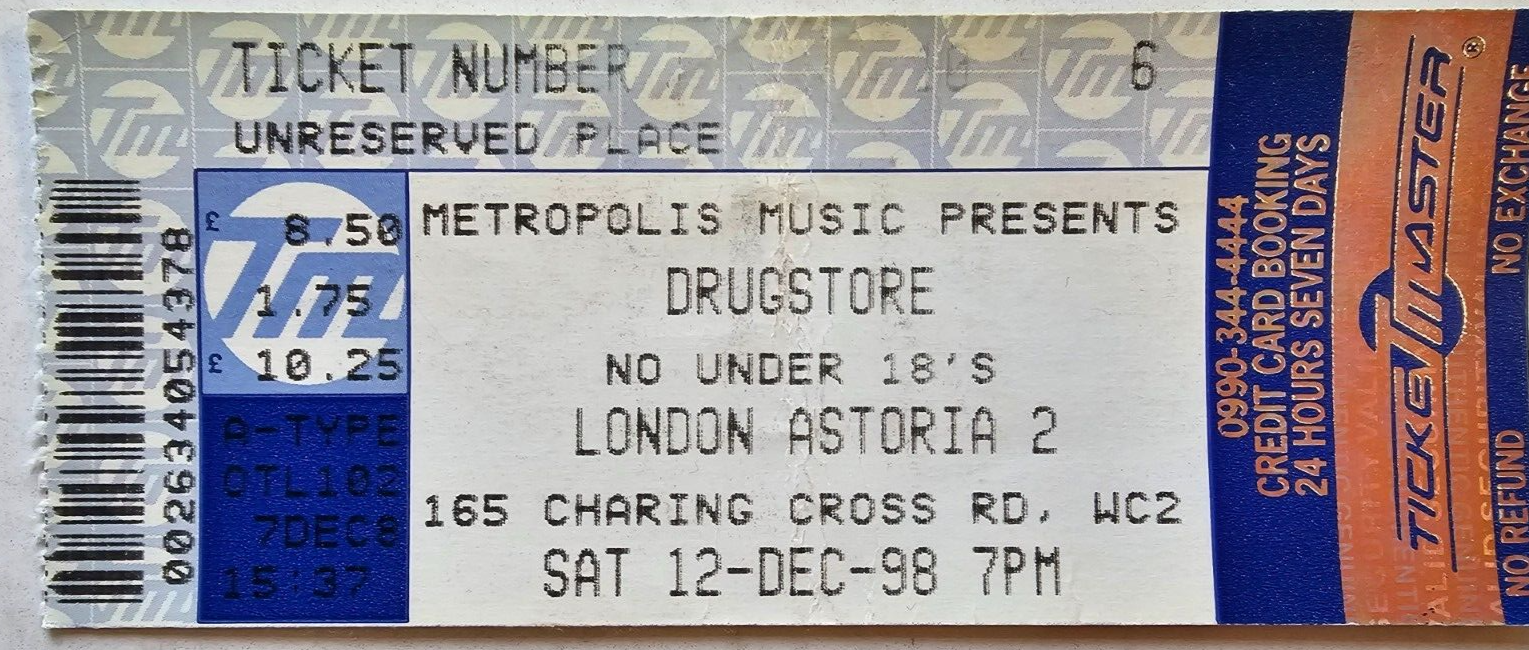 TICKET NUMBER 6
UNRESERVED PLACE
£ 8.50
1.75
£ 10.25
D-TYPE
OTL102
7DEC8
15:37
002633405543​78
METROPOLIS MUSIC PRESENTS
DRUGSTORE
NO UNDER 18'S
LONDON ASTORIA 2
165 CHARING CROSS RD, WC2
SAT 12-DEC-98 7PM
0990-344-4444
CREDIT CARD BOOKING
24 HOURS SEVEN DAYS
TICKETMASTER®
NO REFUND NO EXCHANGE